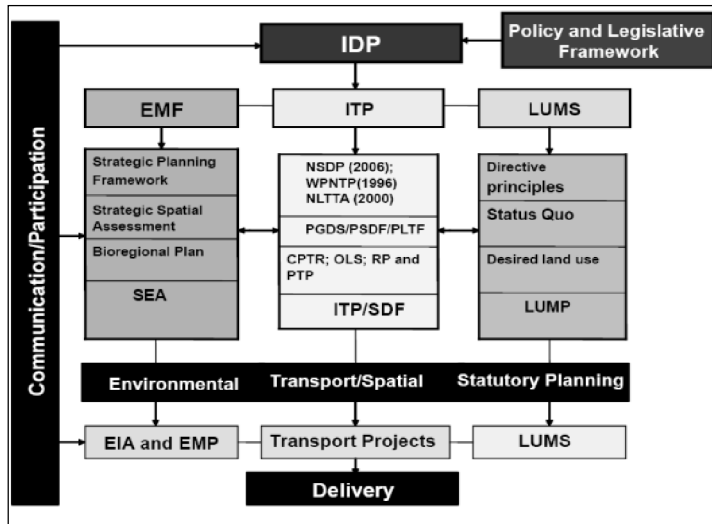 Communication/Participation
IDP
Policy and Legislative
Framework
EMF
ITP
LUMS
Strategic Planning
Framework
Strategic Spatial
Assessment
Bioregional Plan
SEA
NSDP (2006);
WPNTP(1996)
NLTTA (2000)
PGDS/PSDF/PLTF
CPTR; OLS; RP and
PTP
ITP/SDF
Directive
principles
Status Quo
Desired land use
LUMP
Environmental
Transport/Spatial
Statutory Planning
EIA and EMP
Transport Projects
LUMS
Delivery